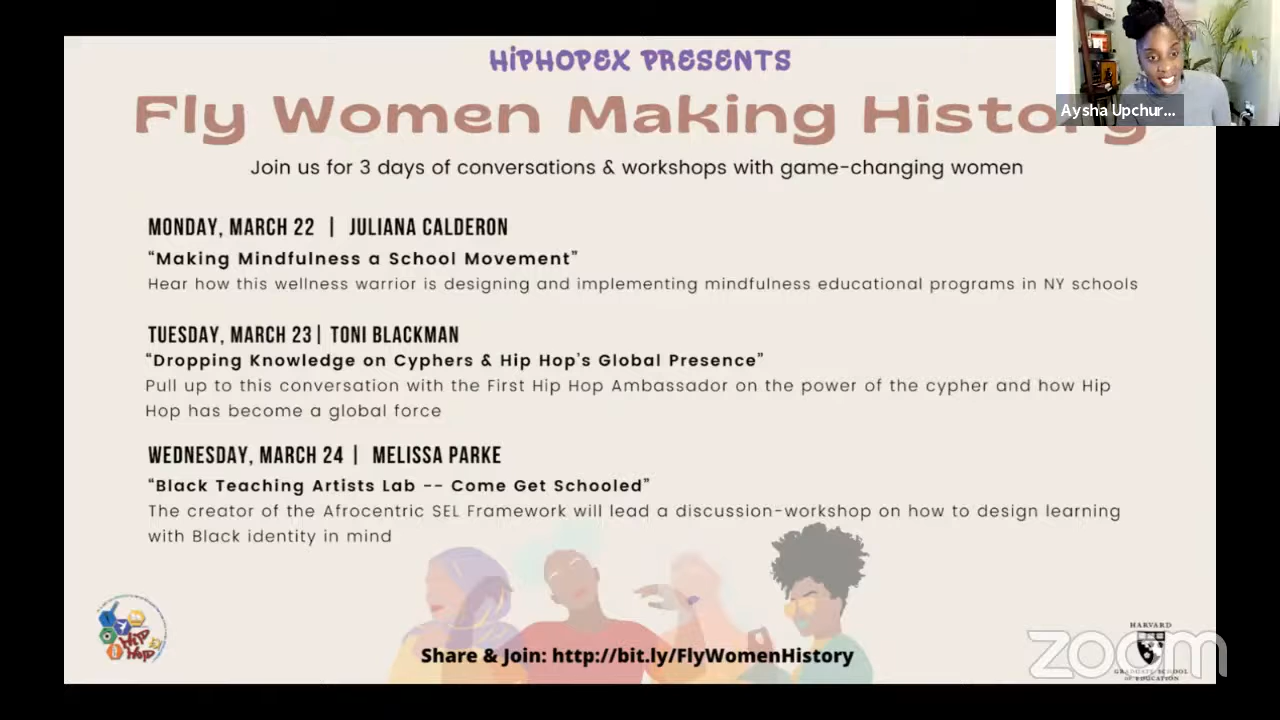 HiPHOPEX PRESENTS
Fly Women Making History
Aysha Upchur...
Join us for 3 days of conversations & workshops with game-changing women
MONDAY, MARCH 22 | JULIANA CALDERON
"Making Mindfulness a School Movement"
Hear how this wellness warrior is designing and implementing mindfulness educational programs in NY schools
TUESDAY, MARCH 23| TONI BLACKMAN
"Dropping Knowledge on Cyphers & Hip Hop's Global Presence"
Pull up to this conversation with the First Hip Hop Ambassador on the power of the cypher and how Hip
Hop has become a global force
WEDNESDAY, MARCH 24 | MELISSA PARKE
"Black Teaching Artists Lab -- Come Get Schooled"
The creator of the Afrocentric SEL Framework will lead a discussion-workshop on how to design learning
with Black identity in mind
HiP
HoP
Share & Join: http://bit.ly/FlyWomenHistory
HARVARD
zoom
GRADUATE SCHOOL
OF EDUCATION